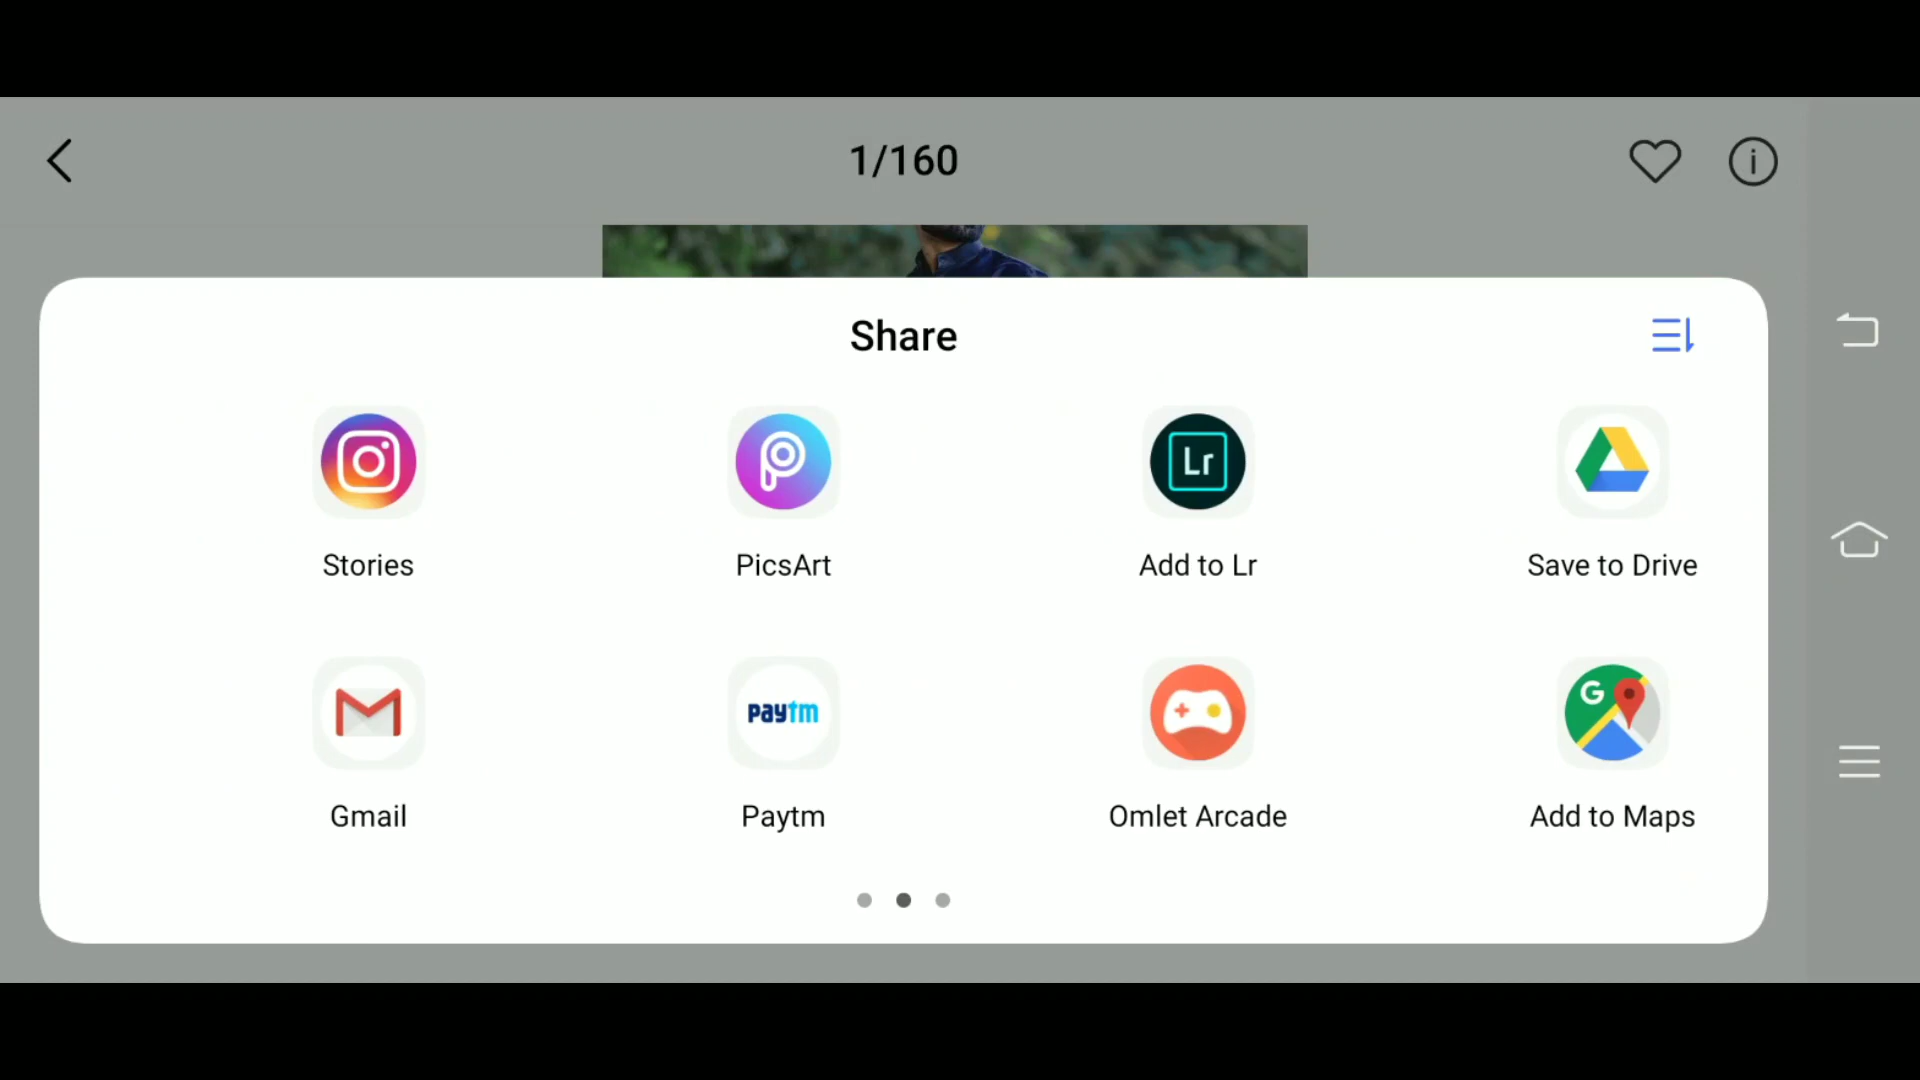 1/160
Share
Stories
PicsArt
Lr
Add to Lr
Save to Drive
Gmail
paytm
Paytm
Omlet Arcade
G
Add to Maps